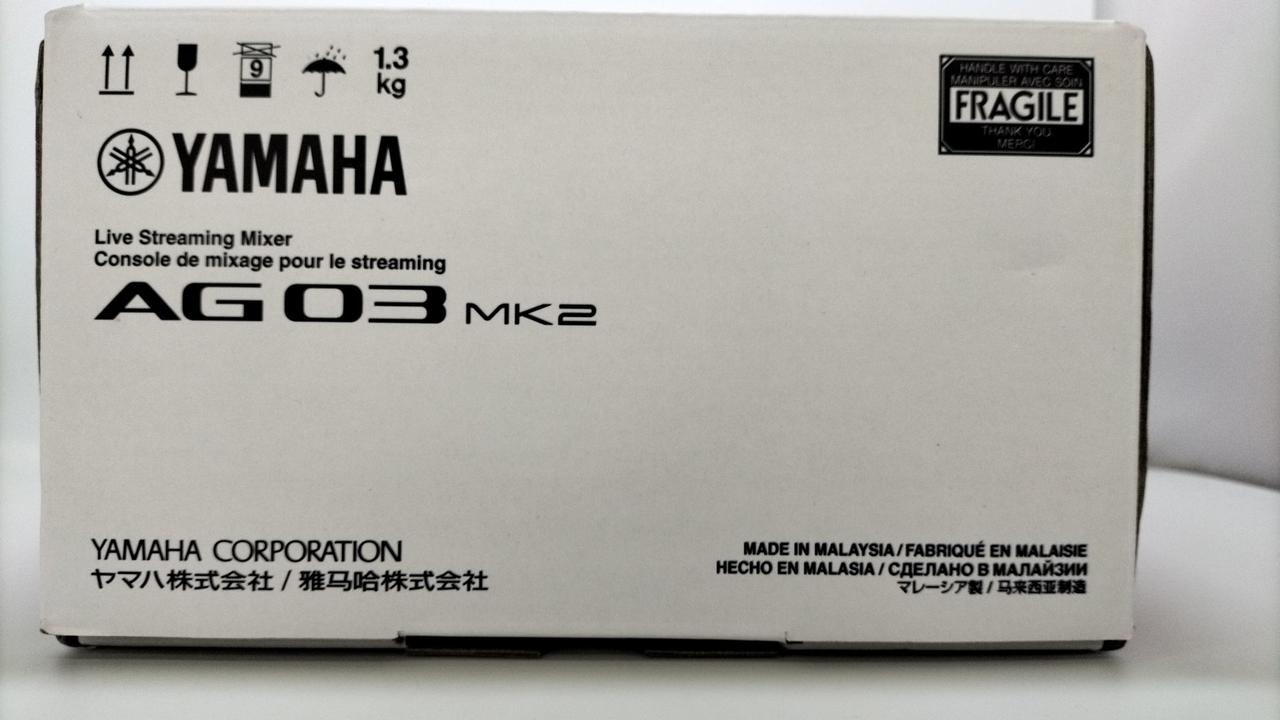 9
1.3
kg
HANDLE WITH CARE
MANIPULER AVEC SOIN
FRAGILE
THANK YOU
MERCI
YAMAHA
Live Streaming Mixer
Console de mixage pour le streaming
AG03 MK2
YAMAHA CORPORATION
ヤマハ株式会社 / 雅马哈株式会社
MADE IN MALAYSIA / FABRIQUÉ EN MALAISIE
HECHO EN MALASIA / СДЕЛАНО В МАЛАЙЗИИ
マレーシア製 / 马来西亚制造